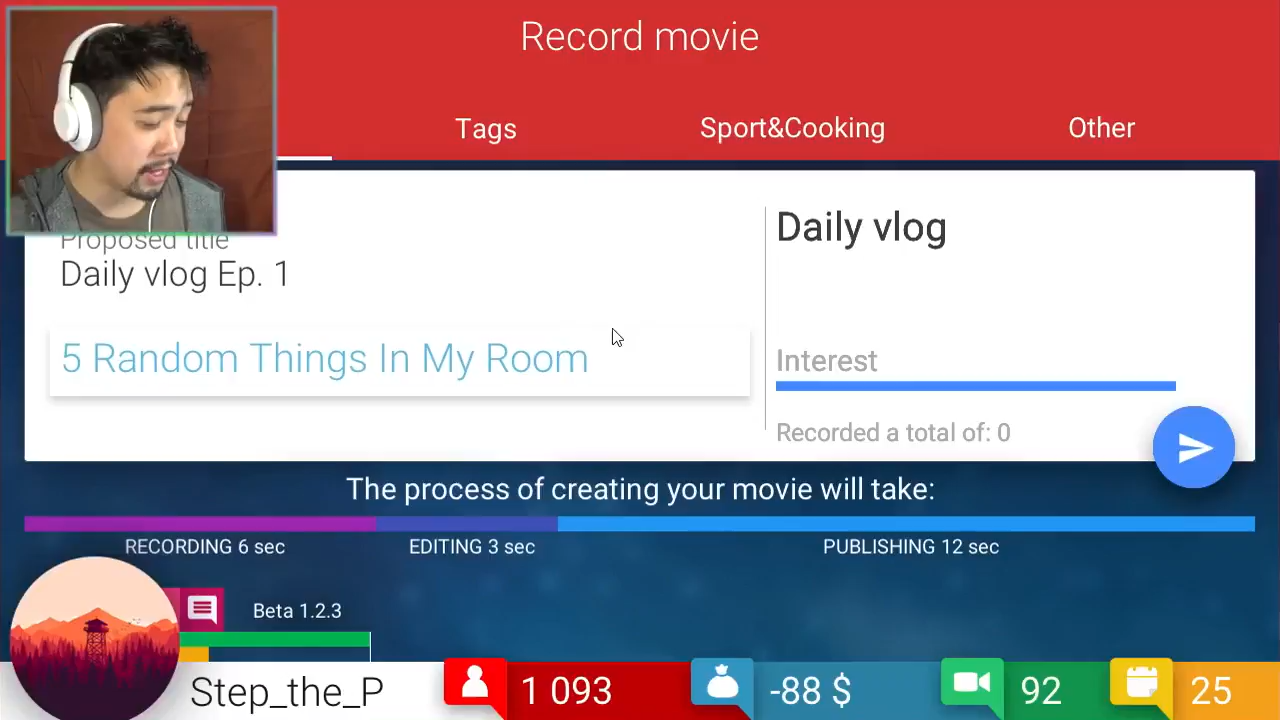 Record movie
Tags
Sport&Cooking
Other
Proposed title
Daily vlog Ep. 1
5 Random Things In My Room
Daily vlog
Interest
Recorded a total of: 0
The process of creating your movie will take:
RECORDING 6 sec
EDITING 3 sec
PUBLISHING 12 sec
Beta 1.2.3
Step_the_P
1 093
-88 $
92
25